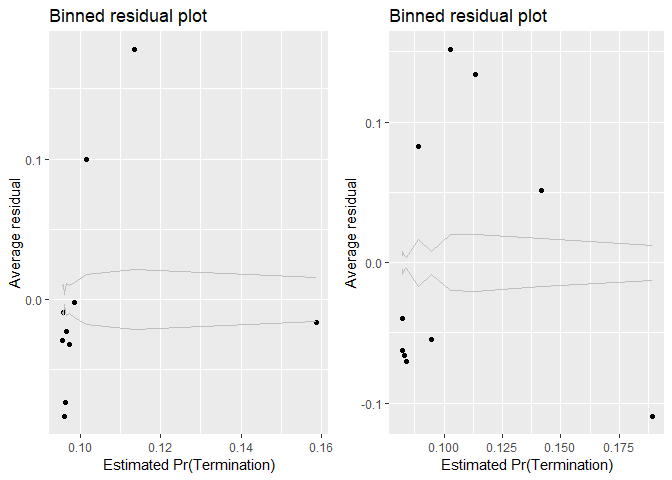 Binned residual plot
Average residual
0.1
0.0
0.10
0.12
0.14
0.16
Estimated Pr(Termination)
Binned residual plot
Average residual
0.1
0.0
-0.1
0.100
0.125
0.150
0.175
Estimated Pr(Termination)